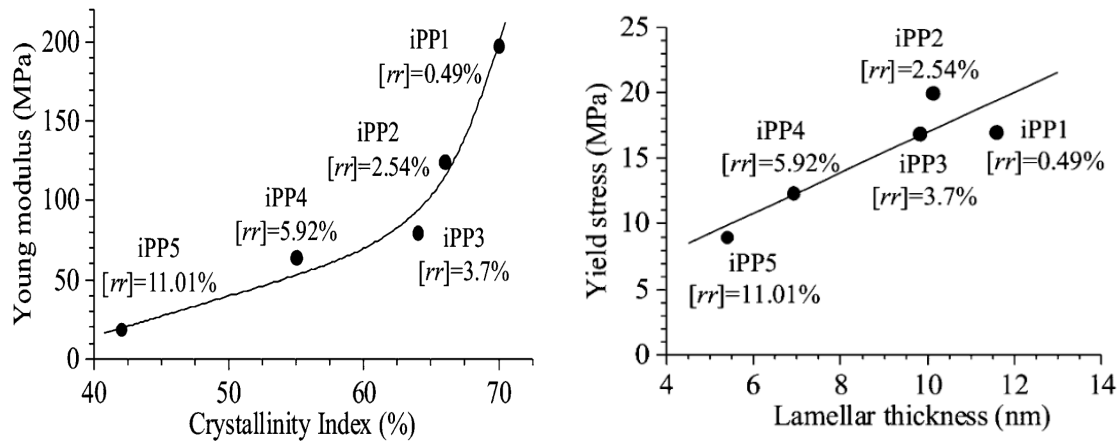 Young modulus (MPa)
200
150
100
50
0
iPP1
[rr]=0.49%
iPP2
[rr]=2.54%
iPP4
[rr]=5.92%
iPP3
[rr]=3.7%
iPP5
[rr]=11.01%
40
50
60
70
Crystallinity Index (%)
Yield stress (MPa)
25
20
15
10
5
0
iPP2
[rr]=2.54%
iPP4
[rr]=5.92%
iPP1
[rr]=0.49%
iPP3
[rr]=3.7%
iPP5
[rr]=11.01%
4
6
8
10
12
14
Lamellar thickness (nm)